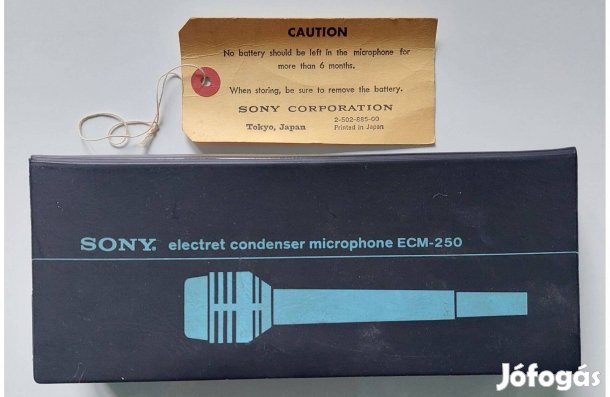 CAUTION
No battery should be left in the microphone for
more than 6 months.
When storing, be sure to remove the battery.
SONY CORPORATION
Tokyo, Japan
2-502-885-00
Printed in Japan
SONY. electret condenser microphone ECM-250
Jófogás